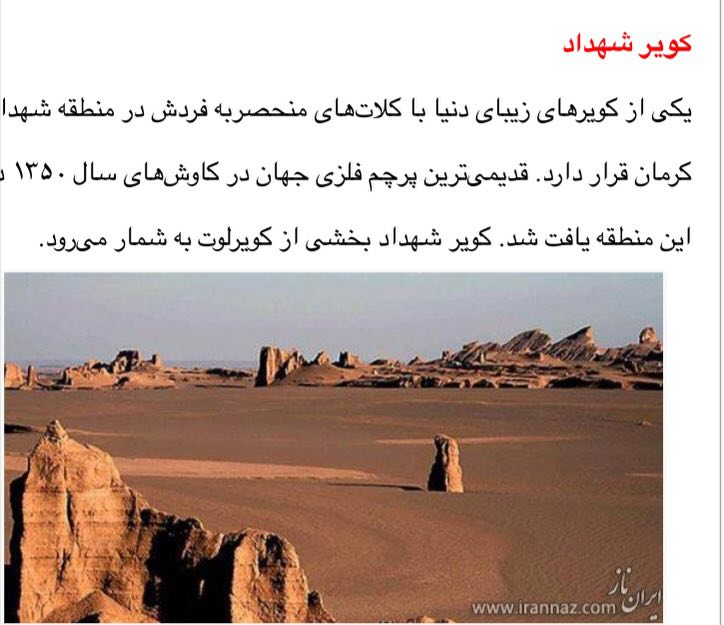 کویر شهداد
یکی از کویرهای زیبای دنیا با کلات‌های منحصربه فردش در منطقه شهدا
کرمان قرار دارد. قدیمی‌ترین پرچم فلزی جهان در کاوش‌های سال ۱۳۵۰
این منطقه یافت شد. کویر شهداد بخشی از کویرلوت به شمار می‌رود.
ایران ناز
www.irannaz.com